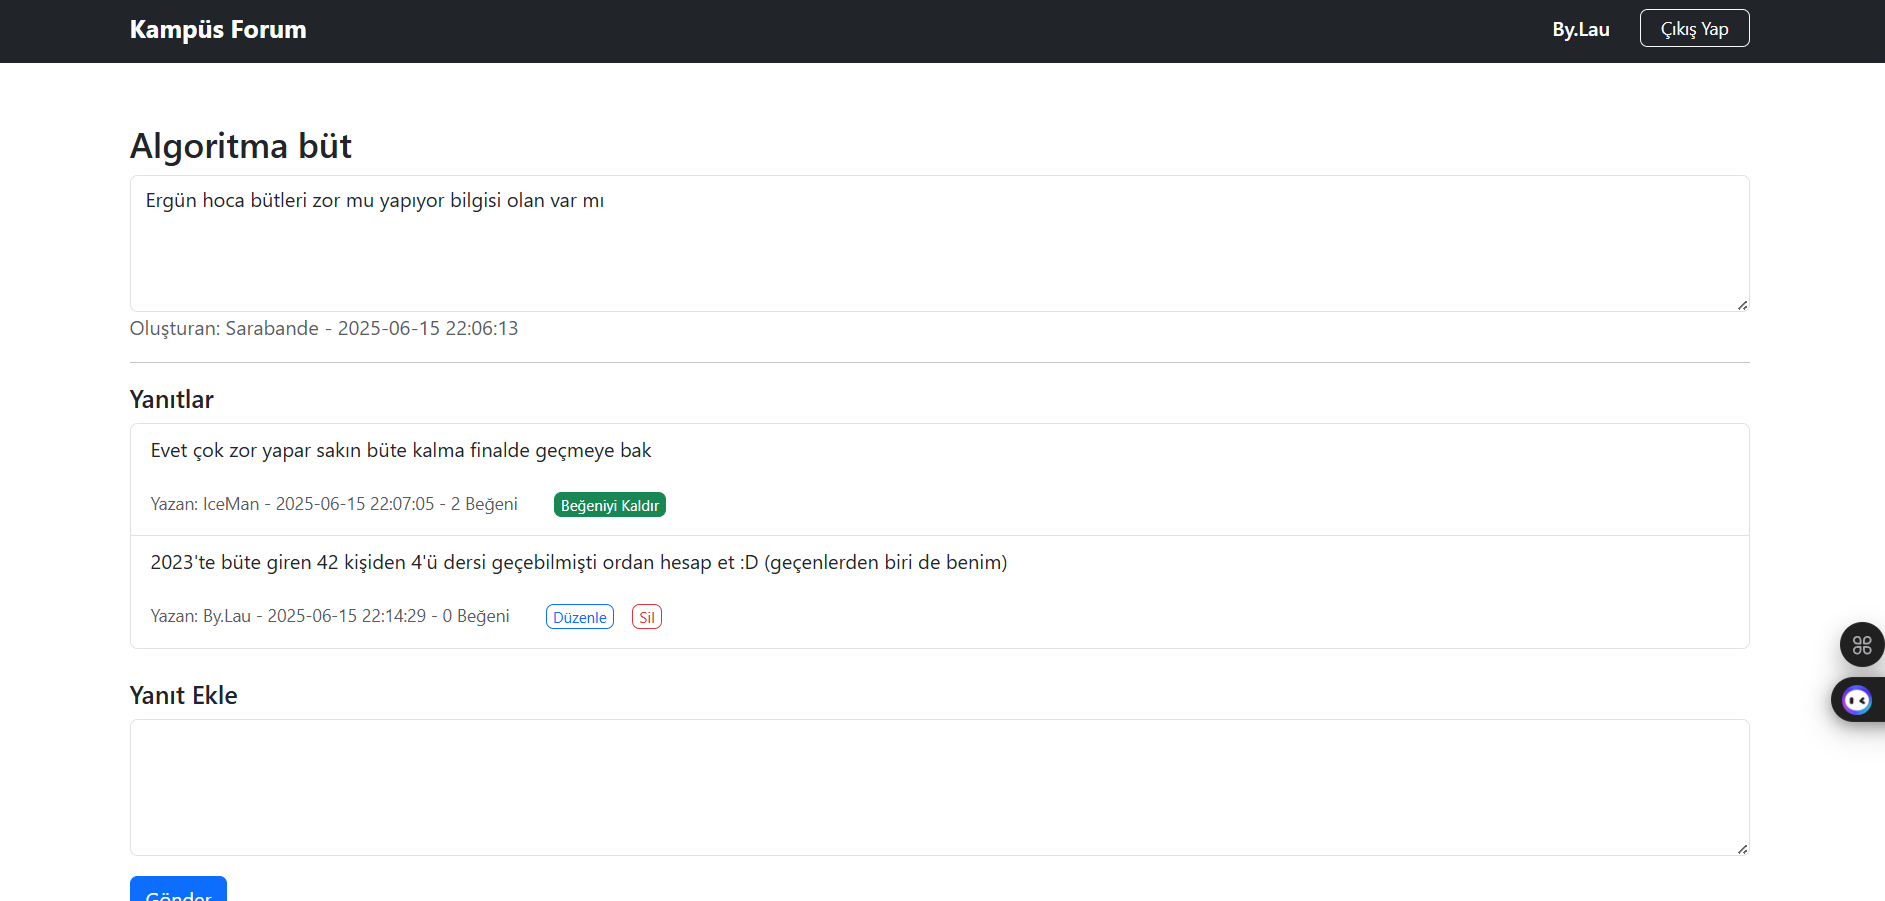 Kampüs Forum
By.Lau
Çıkış Yap
Algoritma büt
Ergün hoca bütleri zor mu yapıyor bilgisi olan var mı
Oluşturan: Sarabande - 2025-06-15 22:06:13
Yanıtlar
Evet çok zor yapar sakın büte kalma finalde geçmeye bak
Yazan: IceMan - 2025-06-15 22:07:05 - 2 Beğeni
Beğeniyi Kaldır
2023'te büte giren 42 kişiden 4'ü dersi geçebilmişti ordan hesap et :D (geçenlerden biri de benim)
Yazan: By.Lau - 2025-06-15 22:14:29 - 0 Beğeni
Düzenle
Sil
Yanıt Ekle
Gönder